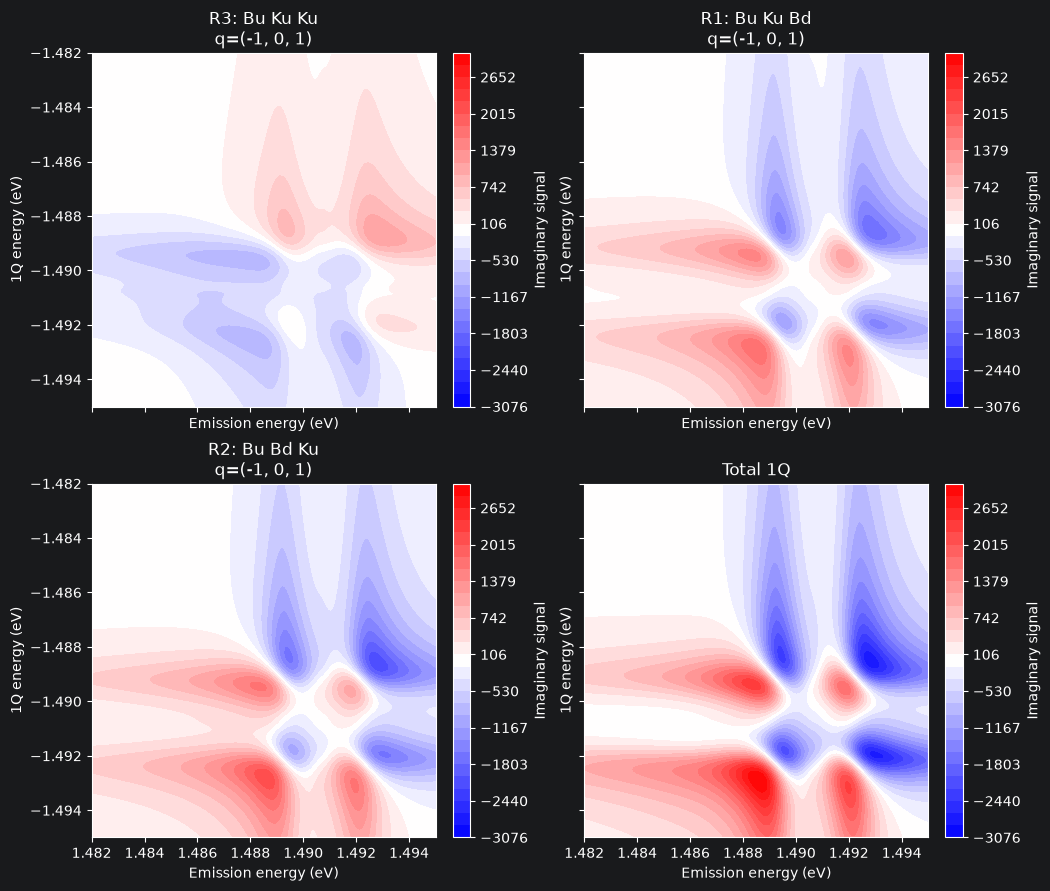 R3: Bu Ku Ku
q=(-1, 0, 1)
−1.482
−1.484
−1.486
−1.488
−1.490
−1.492
−1.494
1Q energy (eV)
Emission energy (eV)
2652
2015
1379
742
106
−530
−1167
−1803
−2440
−3076
Imaginary signal
R1: Bu Ku Bd
q=(-1, 0, 1)
1Q energy (eV)
Emission energy (eV)
2652
2015
1379
742
106
−530
−1167
−1803
−2440
−3076
Imaginary signal
R2: Bu Bd Ku
q=(-1, 0, 1)
−1.482
−1.484
−1.486
−1.488
−1.490
−1.492
−1.494
1Q energy (eV)
1.482 1.484 1.486 1.488 1.490 1.492 1.494
Emission energy (eV)
2652
2015
1379
742
106
−530
−1167
−1803
−2440
−3076
Imaginary signal
Total 1Q
1Q energy (eV)
1.482 1.484 1.486 1.488 1.490 1.492 1.494
Emission energy (eV)
2652
2015
1379
742
106
−530
−1167
−1803
−2440
−3076
Imaginary signal